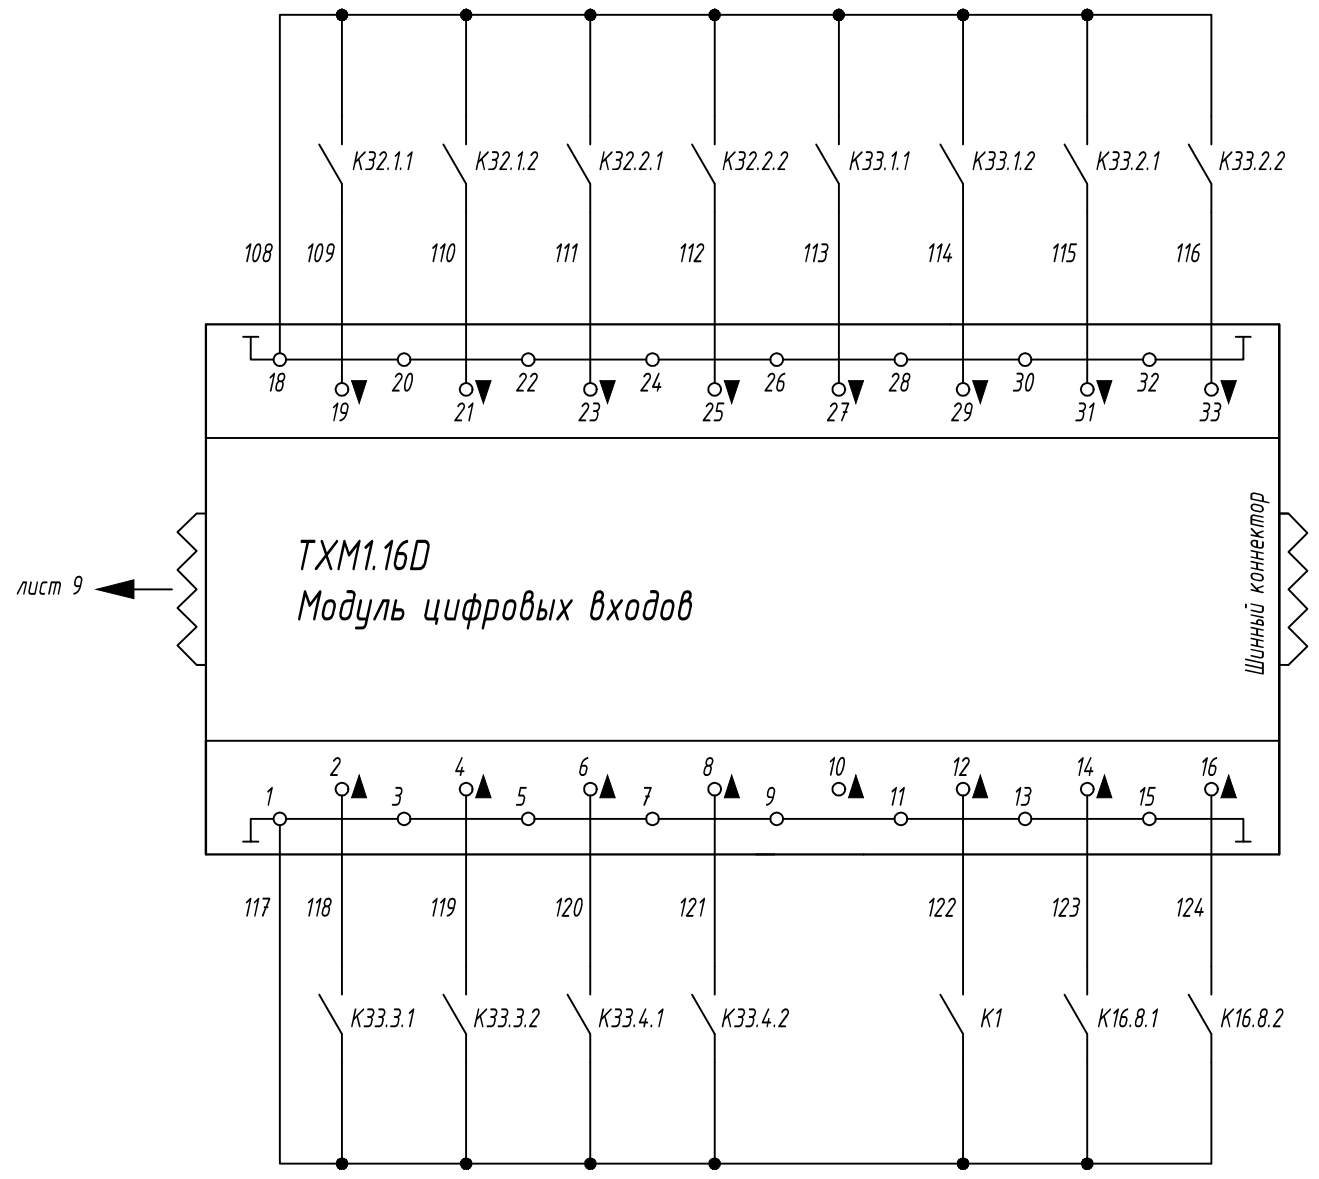 К32.1.1 К32.1.2 К32.2.1 К32.2.2 К33.1.1 К33.1.2 К33.2.1 К33.2.2
108 109 110 111 112 113 114 115 116
18 20 22 24 26 28 30 32
19 21 23 25 27 29 31 33
TXM1.16D
Модуль цифровых входов
лист 9
Шинный коннектор
2 4 6 8 10 12 14 16
1 3 5 7 9 11 13 15
117 118 119 120 121 122 123 124
К33.3.1 К33.3.2 К33.4.1 К33.4.2 К1 К16.8.1 К16.8.2